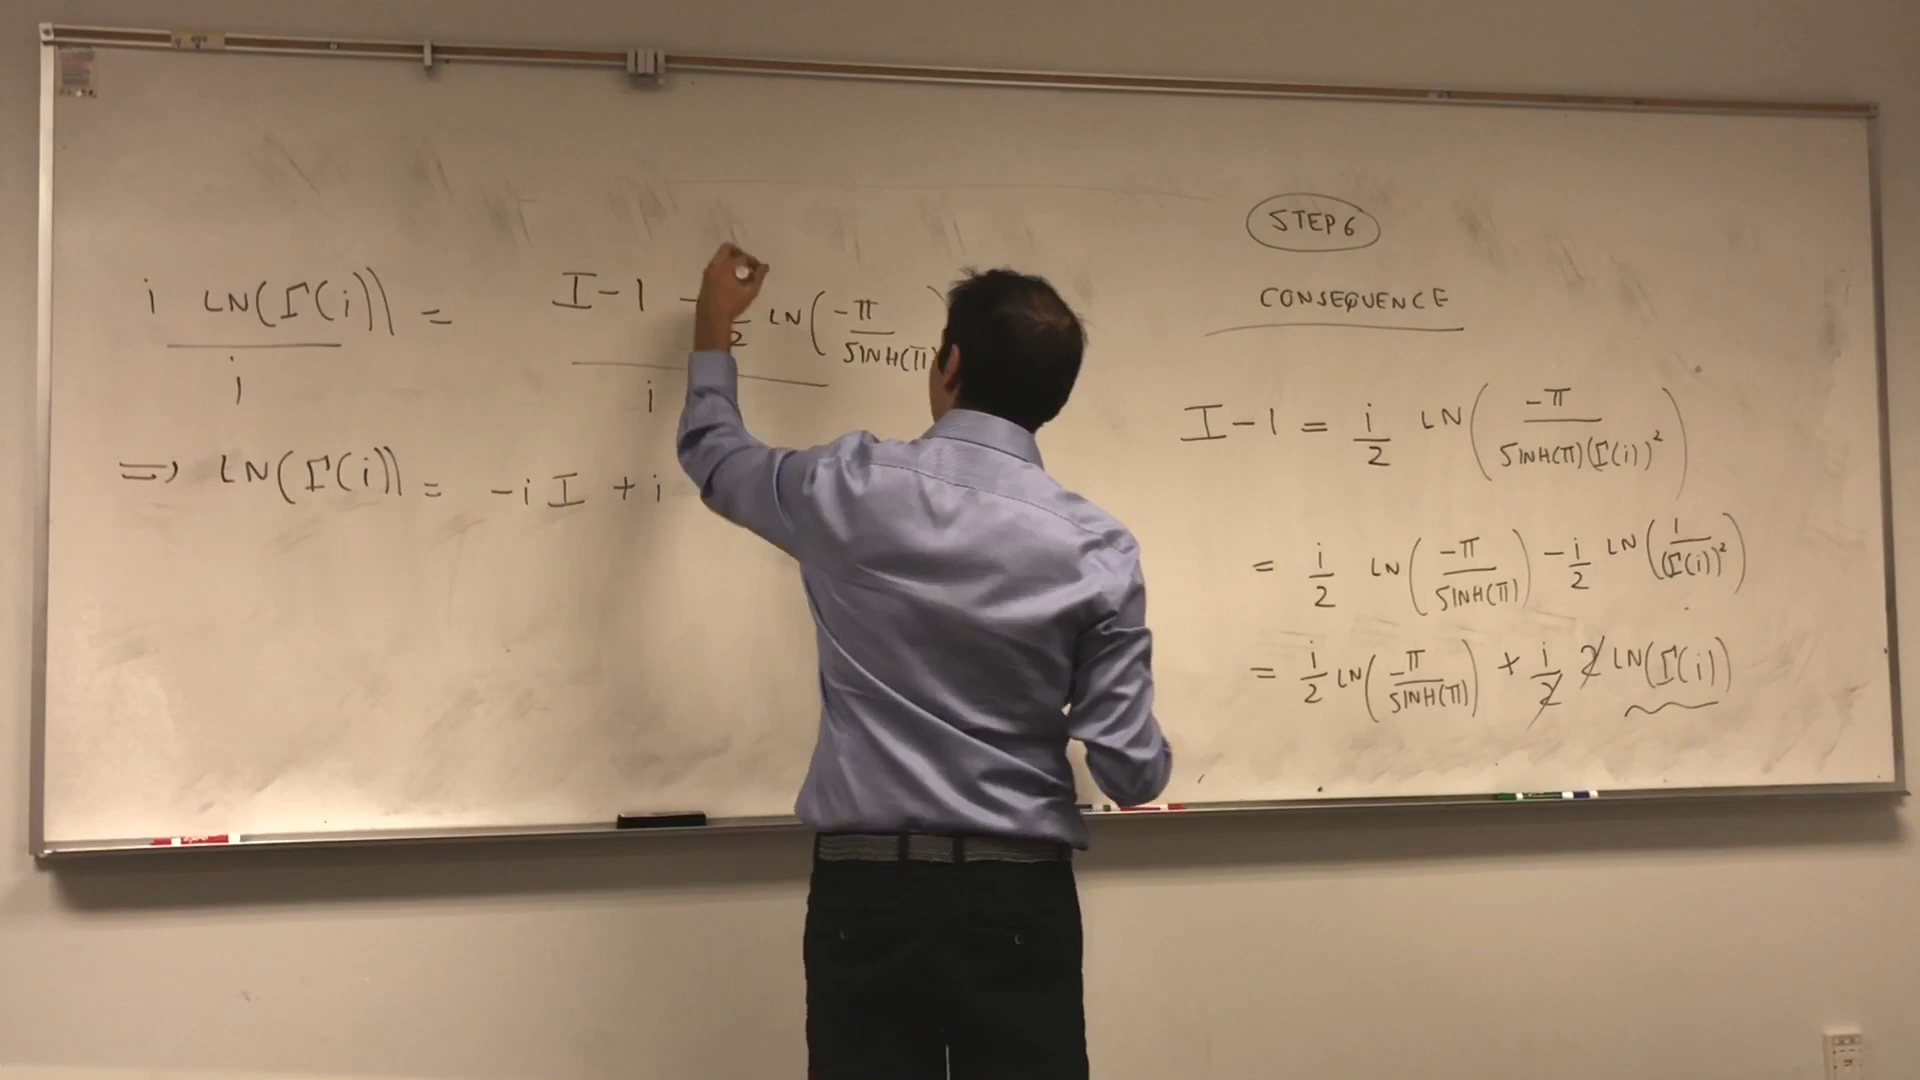 i LN(Γ(i)) = I-1 - /2 LN(-π/SINH(π)
i i
=> LN(Γ(i)) = -i I + i
STEP 6
CONSEQUENCE
I-1 = i/2 LN(-π/SINH(π)(Γ(i))²)
= i/2 LN(-π/SINH(π)) - i/2 LN(1/(Γ(i))²)
= i/2 LN(-π/SINH(π)) + i/2 2 LN(Γ(i))